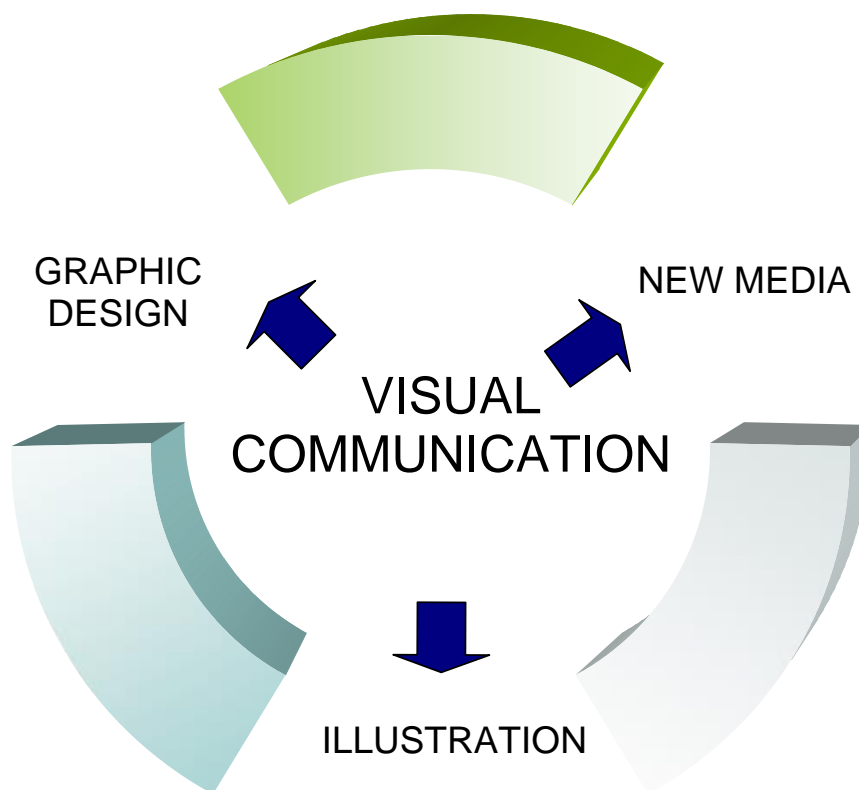 GRAPHIC
DESIGN
NEW MEDIA
VISUAL
COMMUNICATION
ILLUSTRATION